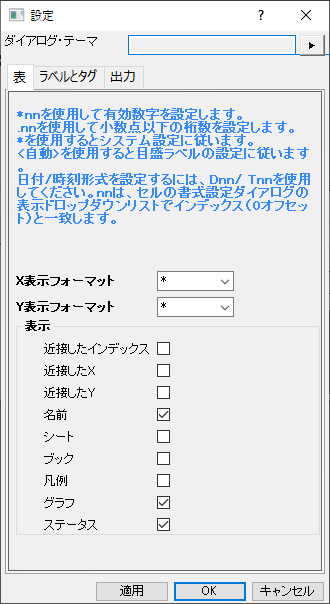 設定
ダイアログ・テーマ
表 ラベルとタグ 出力
*nnを使用して有効数字を設定します。
.nnを使用して小数点以下の桁数を設定します。
*を使用するとシステム設定に従います。
<自動>を使用すると目盛ラベルの設定に従います
。
日付/時刻形式を設定するには、Dnn/ Tnnを使用
してください。nnは、セルの書式設定ダイアログの
表示ドロップダウンリストでインデックス(0オフセッ
ト)と一致します。
X表示フォーマット *
Y表示フォーマット *
表示
近接したインデックス
近接したX
近接したY
名前
シート
ブック
凡例
グラフ
ステータス
適用 OK キャンセル